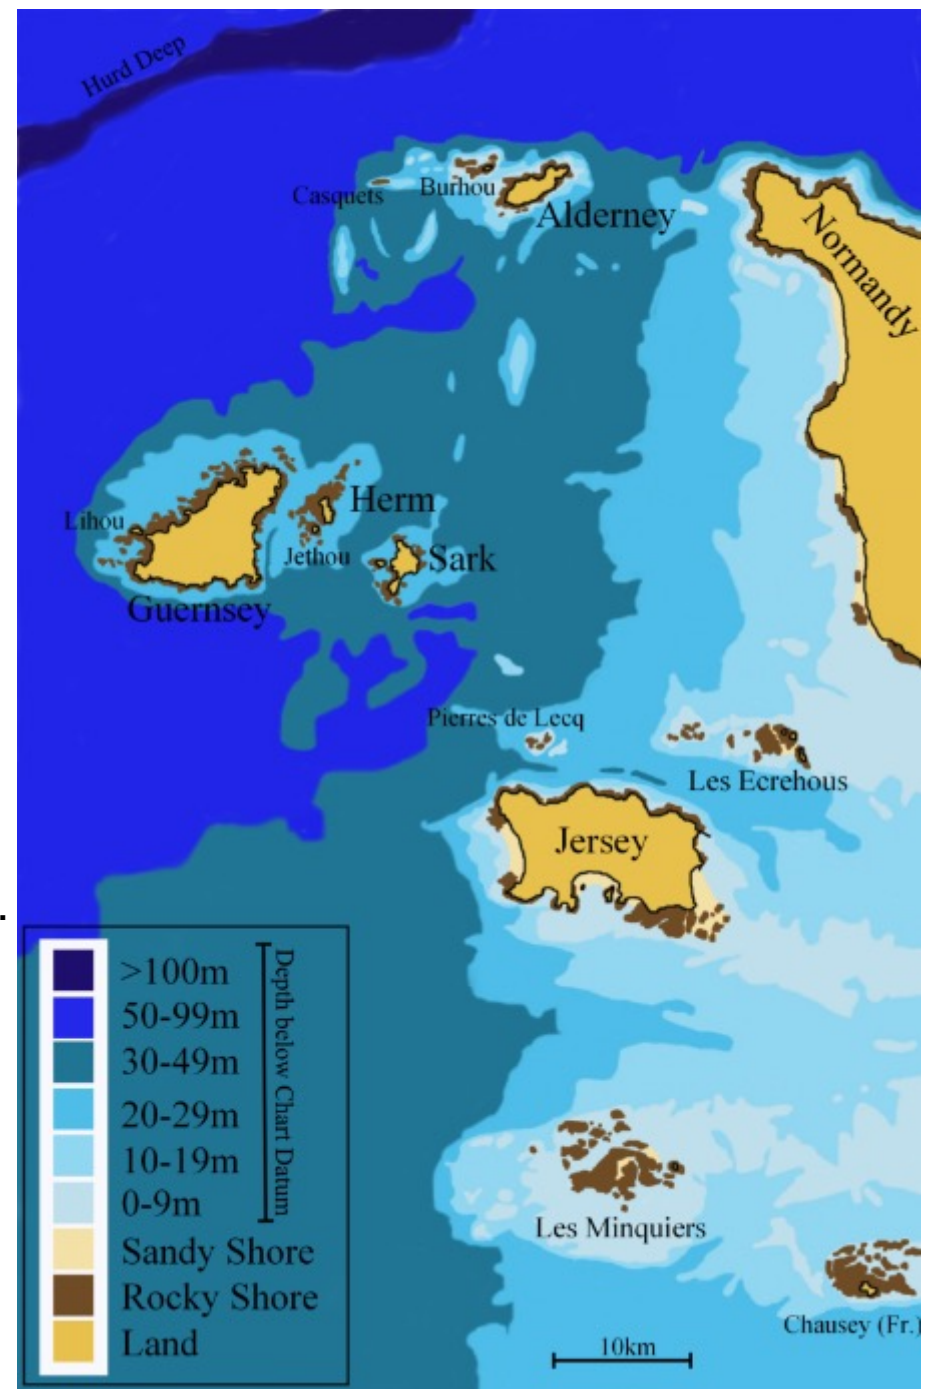 Hurd Deep
Casquets
Burhou
Alderney
Normandy
Lihou
Herm
Jethou
Sark
Guernsey
Pierres de Lecq
Les Ecrehous
Jersey
.
>100m
50-99m
30-49m
20-29m
10-19m
0-9m
Depth below Chart Datum
Sandy Shore
Rocky Shore
Land
Les Minquiers
Chausey (Fr.)
10km